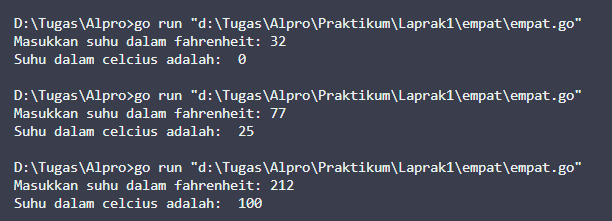 D:\Tugas\Alpro>go run "d:\Tugas\Alpro\Praktikum\Laprak1\empat\empat.go"
Masukkan suhu dalam fahrenheit: 32
Suhu dalam celcius adalah:  0
D:\Tugas\Alpro>go run "d:\Tugas\Alpro\Praktikum\Laprak1\empat\empat.go"
Masukkan suhu dalam fahrenheit: 77
Suhu dalam celcius adalah:  25
D:\Tugas\Alpro>go run "d:\Tugas\Alpro\Praktikum\Laprak1\empat\empat.go"
Masukkan suhu dalam fahrenheit: 212
Suhu dalam celcius adalah:  100